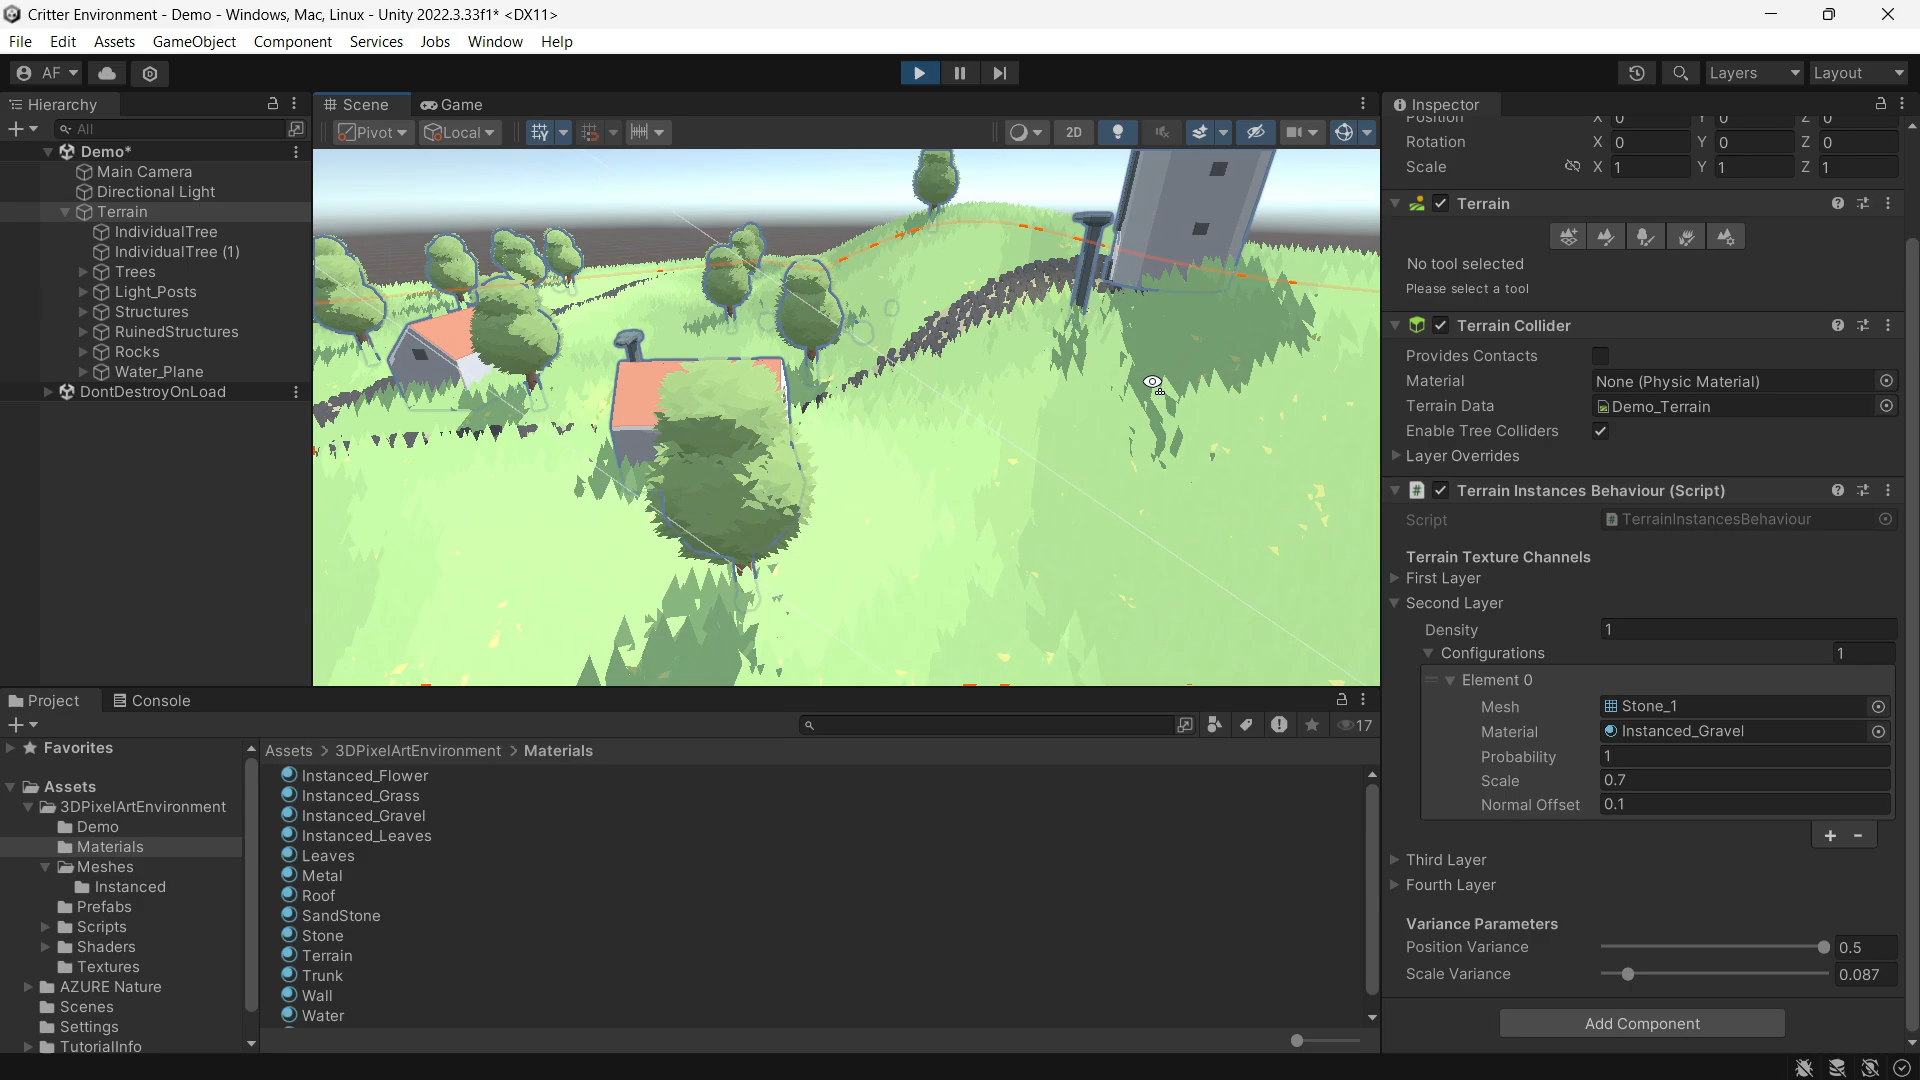 Critter Environment - Demo - Windows, Mac, Linux - Unity 2022.3.33f1* <DX11>
File Edit Assets GameObject Component Services Jobs Window Help
AF
Layers
Layout
Hierarchy
All
Demo*
Main Camera
Directional Light
Terrain
IndividualTree
IndividualTree (1)
Trees
Light_Posts
Structures
RuinedStructures
Rocks
Water_Plane
DontDestroyOnLoad
Scene
Game
Pivot
Local
2D
Inspector
Position X 0 Y 0 Z 0
Rotation X 0 Y 0 Z 0
Scale X 1 Y 1 Z 1
Terrain
No tool selected
Please select a tool
Terrain Collider
Provides Contacts
Material None (Physic Material)
Terrain Data Demo_Terrain
Enable Tree Colliders
Layer Overrides
Terrain Instances Behaviour (Script)
Script TerrainInstancesBehaviour
Terrain Texture Channels
First Layer
Second Layer
Density 1
Configurations 1
Element 0
Mesh Stone_1
Material Instanced_Gravel
Probability 1
Scale 0.7
Normal Offset 0.1
+ -
Third Layer
Fourth Layer
Variance Parameters
Position Variance 0.5
Scale Variance 0.087
Add Component
Project
Console
17
Favorites
Assets
3DPixelArtEnvironment
Demo
Materials
Meshes
Instanced
Prefabs
Scripts
Shaders
Textures
AZURE Nature
Scenes
Settings
TutorialInfo
Assets > 3DPixelArtEnvironment > Materials
Instanced_Flower
Instanced_Grass
Instanced_Gravel
Instanced_Leaves
Leaves
Metal
Roof
SandStone
Stone
Terrain
Trunk
Wall
Water